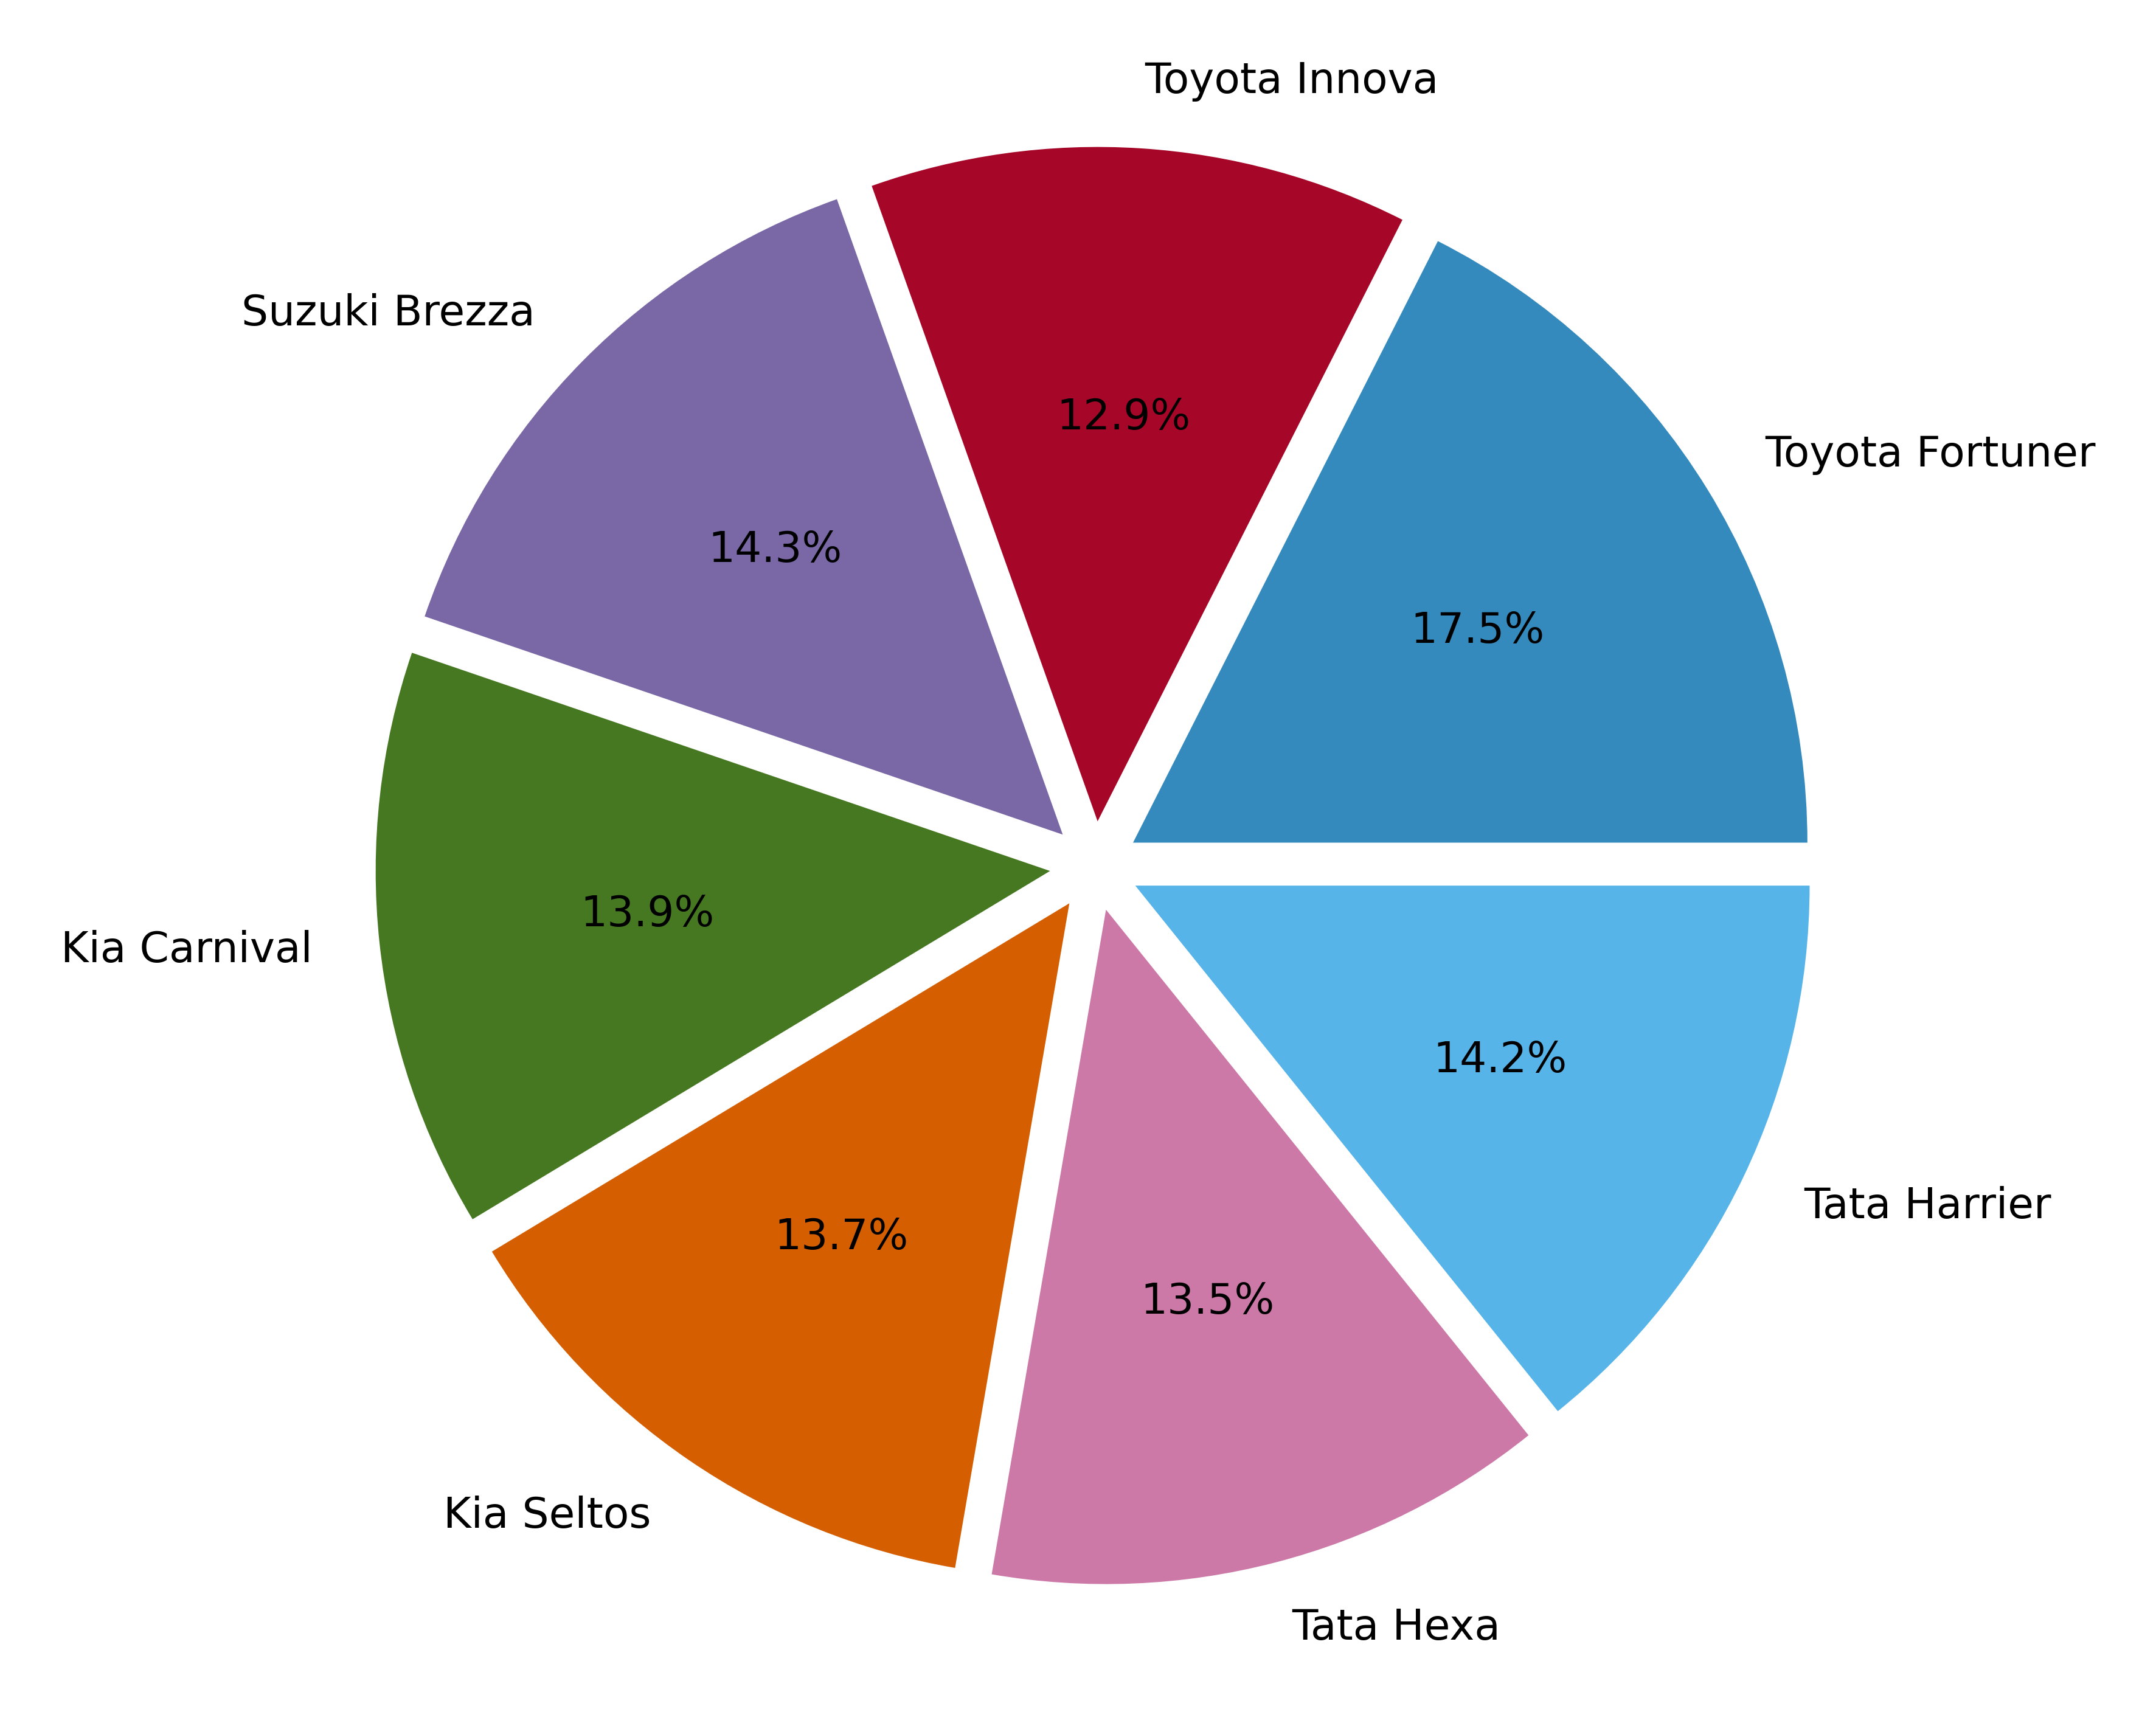 Toyota Innova
Suzuki Brezza
12.9%
Toyota Fortuner
14.3%
17.5%
13.9%
Kia Carnival
14.2%
Tata Harrier
13.7%
13.5%
Kia Seltos
Tata Hexa